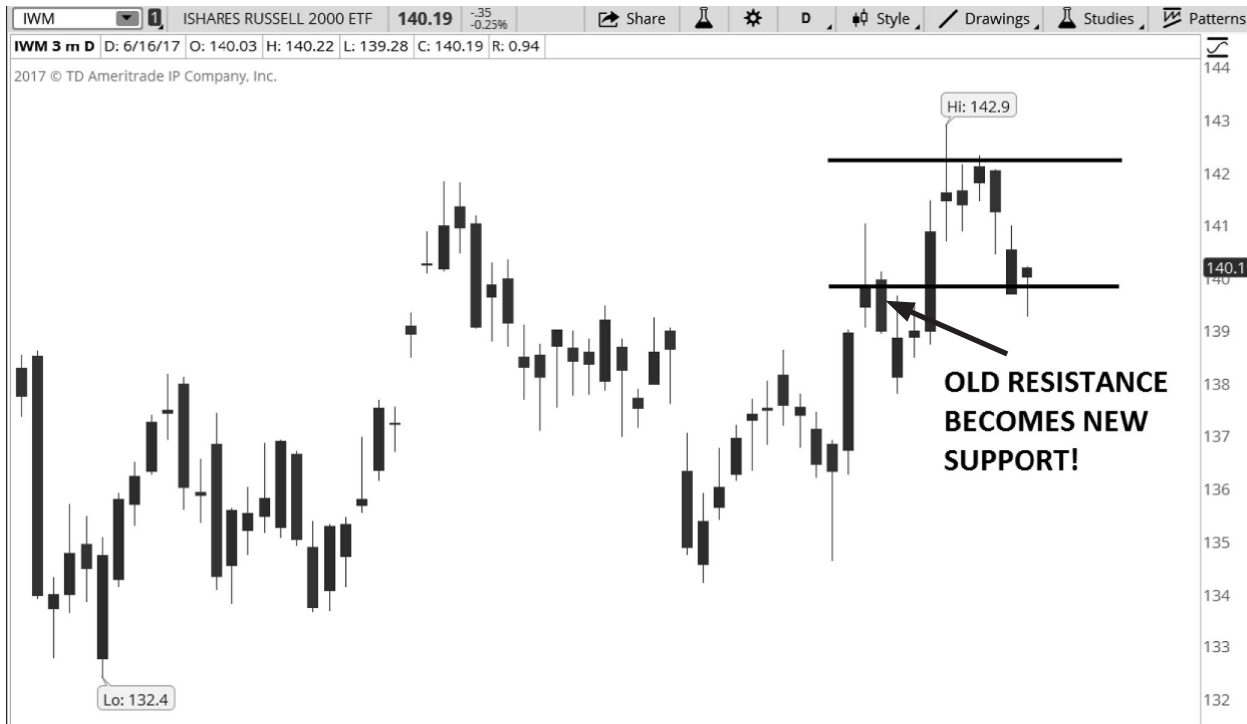 IWM 1 ISHARES RUSSELL 2000 ETF 140.19 -.35 -0.25% Share D Style Drawings Studies Patterns
IWM 3 m D D: 6/16/17 O: 140.03 H: 140.22 L: 139.28 C: 140.19 R: 0.94
2017 © TD Ameritrade IP Company, Inc.
144
Hi: 142.9
143
142
141
140.1
140
139
138
OLD RESISTANCE
BECOMES NEW
SUPPORT!
137
136
135
134
133
Lo: 132.4
132